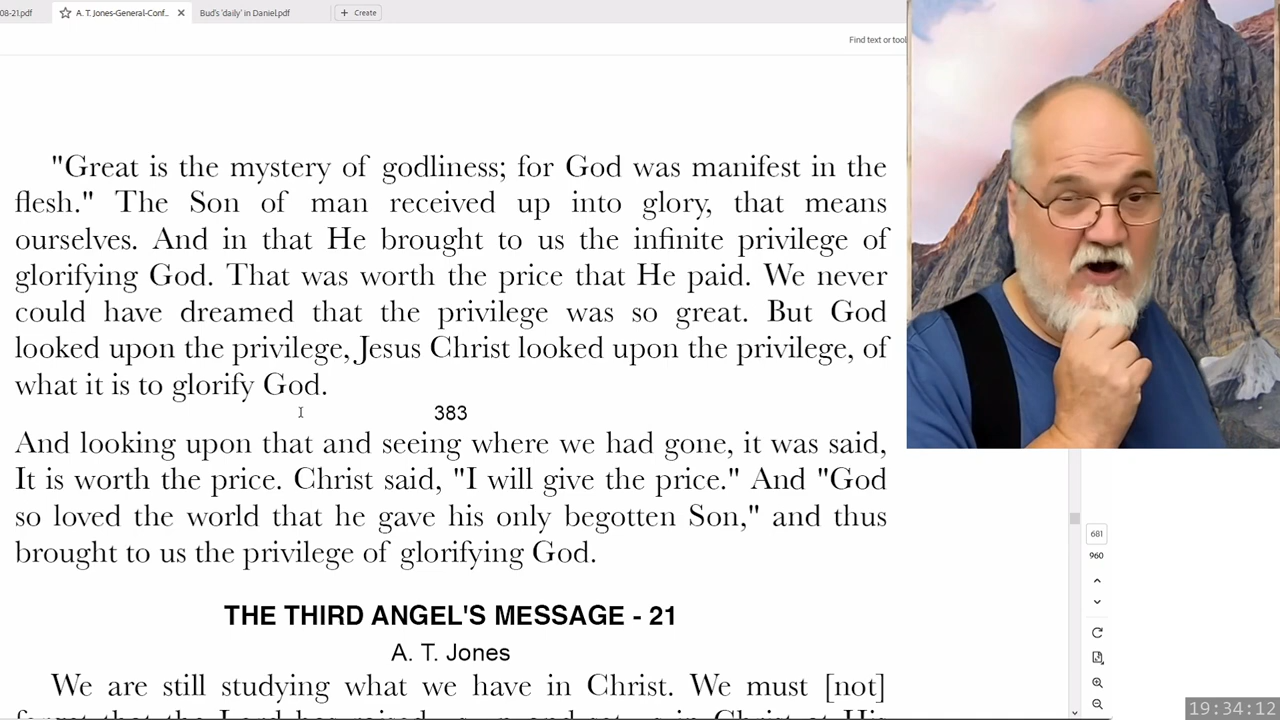 08-21.pdf
A. T. Jones-General-Conf...
Bud's 'daily' in Daniel.pdf
Create
Find text or tool
"Great is the mystery of godliness; for God was manifest in the
flesh." The Son of man received up into glory, that means
ourselves. And in that He brought to us the infinite privilege of
glorifying God. That was worth the price that He paid. We never
could have dreamed that the privilege was so great. But God
looked upon the privilege, Jesus Christ looked upon the privilege, of
what it is to glorify God.
383
And looking upon that and seeing where we had gone, it was said,
It is worth the price. Christ said, "I will give the price." And "God
so loved the world that he gave his only begotten Son," and thus
brought to us the privilege of glorifying God.
THE THIRD ANGEL'S MESSAGE - 21
A. T. Jones
We are still studying what we have in Christ. We must [not]
681
960
19:34:12